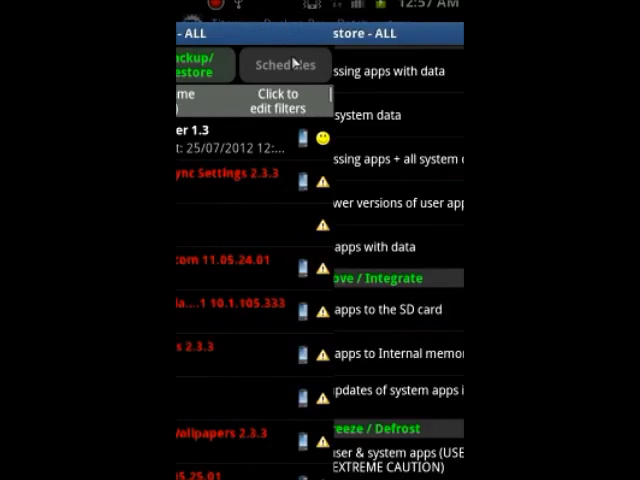 12:57 AM
- ALL
store - ALL
ackup/
estore
Schedules
me
)
Click to
edit filters
ssing apps with data
system data
er 1.3
t: 25/07/2012 12:...
ssing apps + all system
ync Settings 2.3.3
wer versions of user app
apps with data
com 11.05.24.01
ove / Integrate
la....1 10.1.105.333
apps to the SD card
s 2.3.3
apps to Internal memo
updates of system apps i
Wallpapers 2.3.3
eeze / Defrost
user & system apps (USE
EXTREME CAUTION)
05.25.01